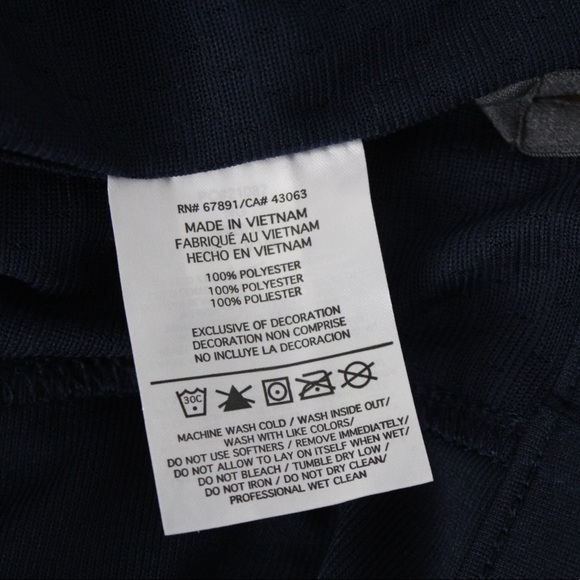 RN# 67891/CA# 43063
MADE IN VIETNAM
FABRIQUÉ AU VIETNAM
HECHO EN VIETNAM
100% POLYESTER
100% POLYESTER
100% POLIESTER
EXCLUSIVE OF DECORATION
DECORATION NON COMPRISE
NO INCLUYE LA DECORACION
30C
MACHINE WASH COLD / WASH INSIDE OUT/
WASH WITH LIKE COLORS/
DO NOT USE SOFTNERS / REMOVE IMMEDIATELY/
DO NOT ALLOW TO LAY ON ITSELF WHEN WET/
DO NOT BLEACH / TUMBLE DRY LOW/
DO NOT IRON / DO NOT DRY CLEAN/
PROFESSIONAL WET CLEAN